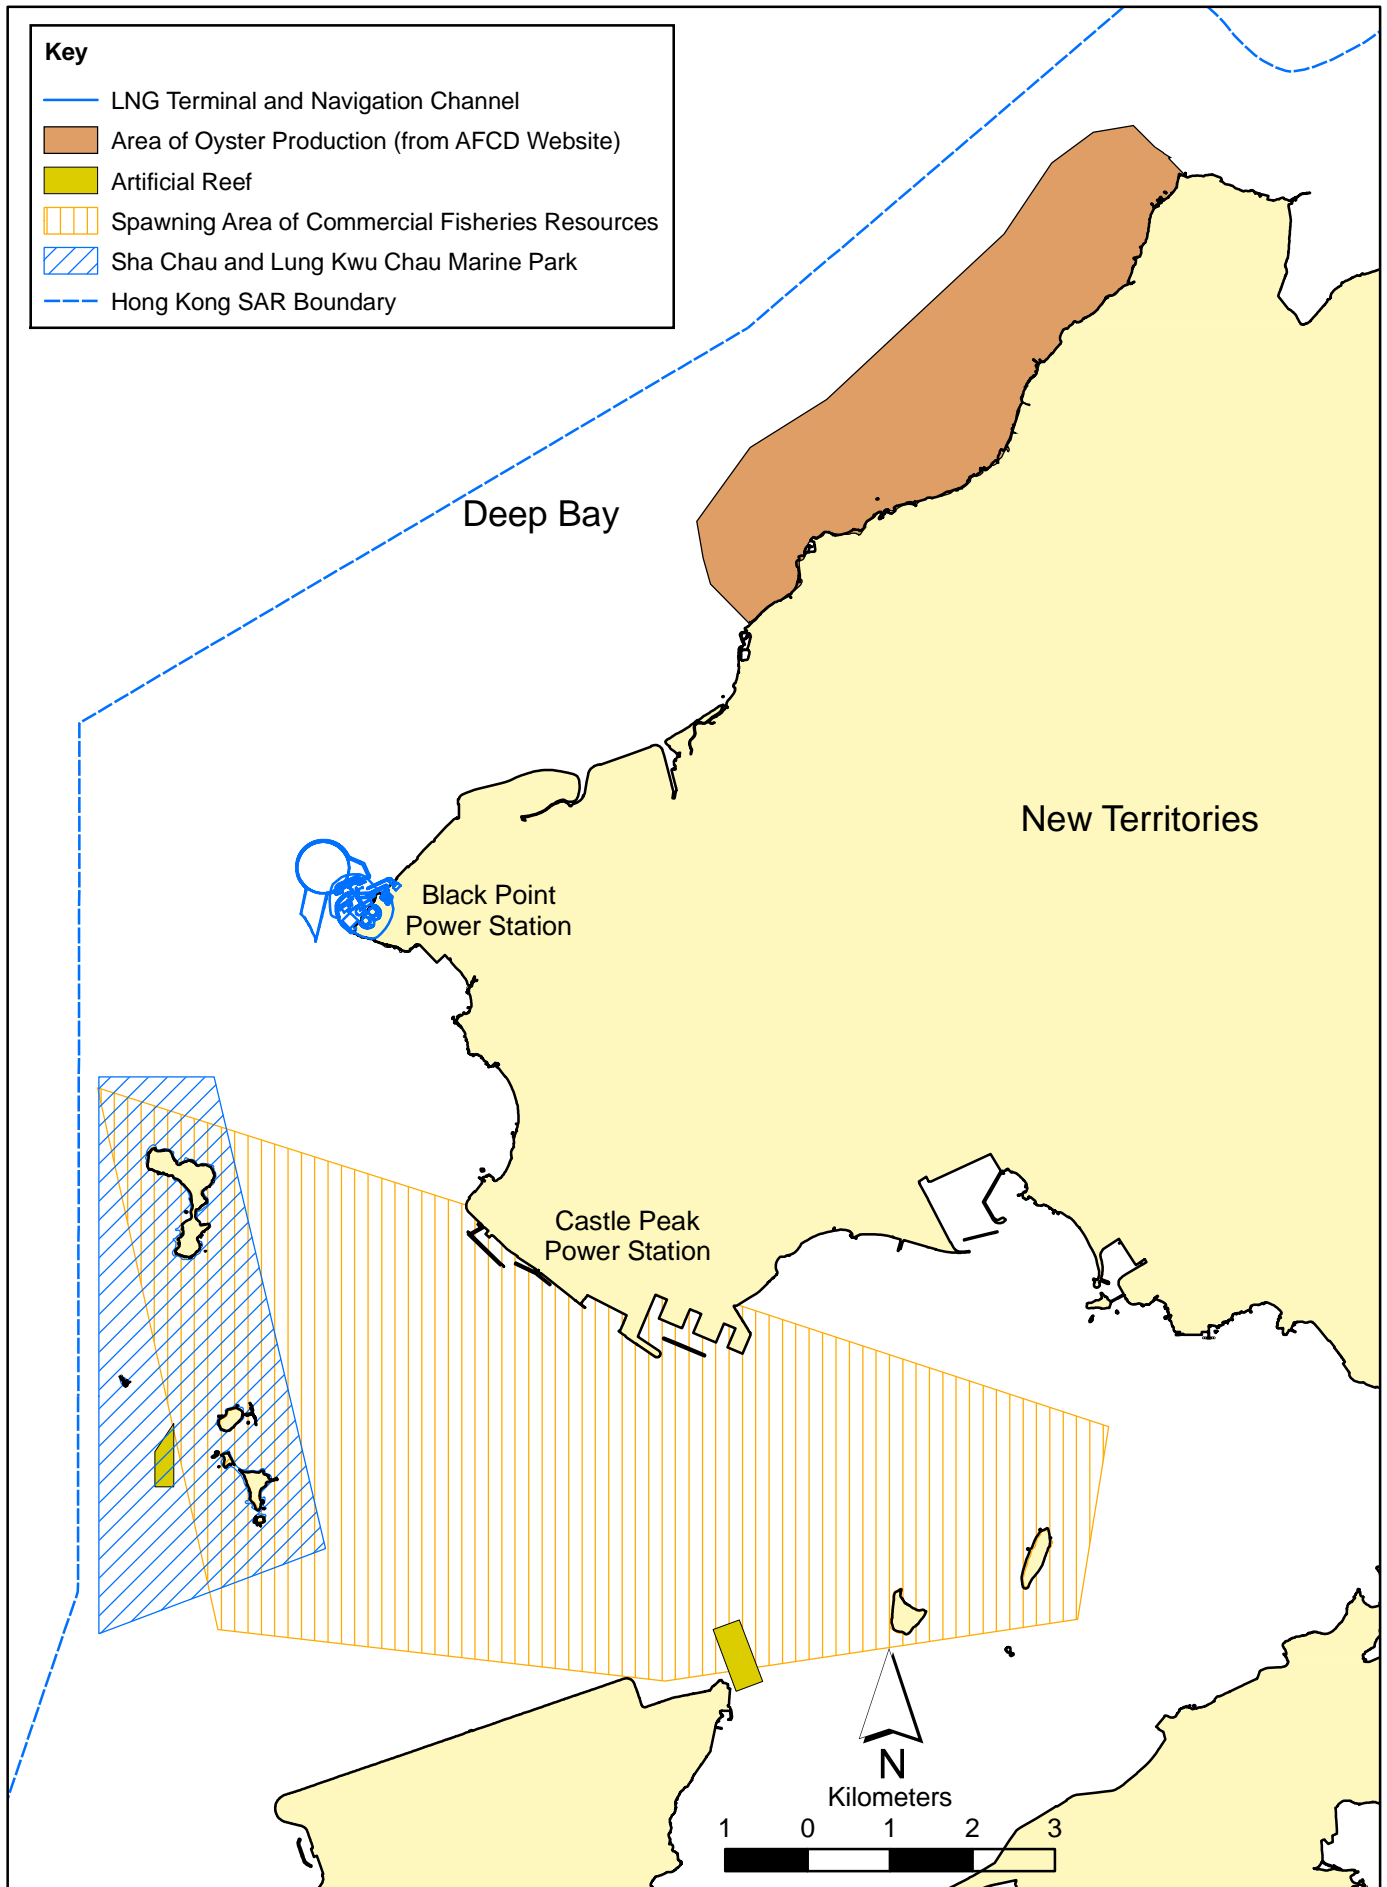 Key
LNG Terminal and Navigation Channel
Area of Oyster Production (from AFCD Website)
Artificial Reef
Spawning Area of Commercial Fisheries Resources
Sha Chau and Lung Kwu Chau Marine Park
Hong Kong SAR Boundary
Deep Bay
New Territories
Black Point
Power Station
Castle Peak
Power Station
N
Kilometers
1 0 1 2 3